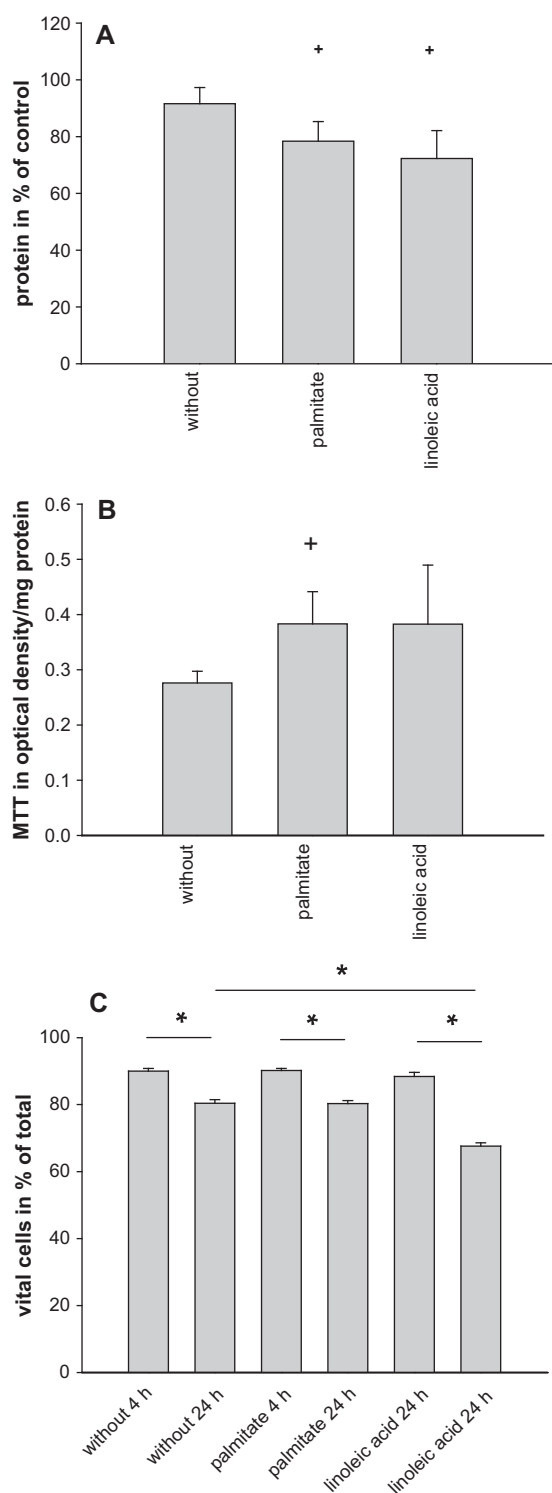 A
protein in % of control
120
100
80
60
40
20
0
+
+
without
palmitate
linoleic acid
B
MTT in optical density/mg protein
0.6
0.5
0.4
0.3
0.2
0.1
0.0
+
without
palmitate
linoleic acid
C
vital cells in % of total
100
80
60
40
20
0
*
*
*
*
without 4 h
without 24 h
palmitate 4 h
palmitate 24 h
linoleic acid 24 h
linoleic acid 24 h